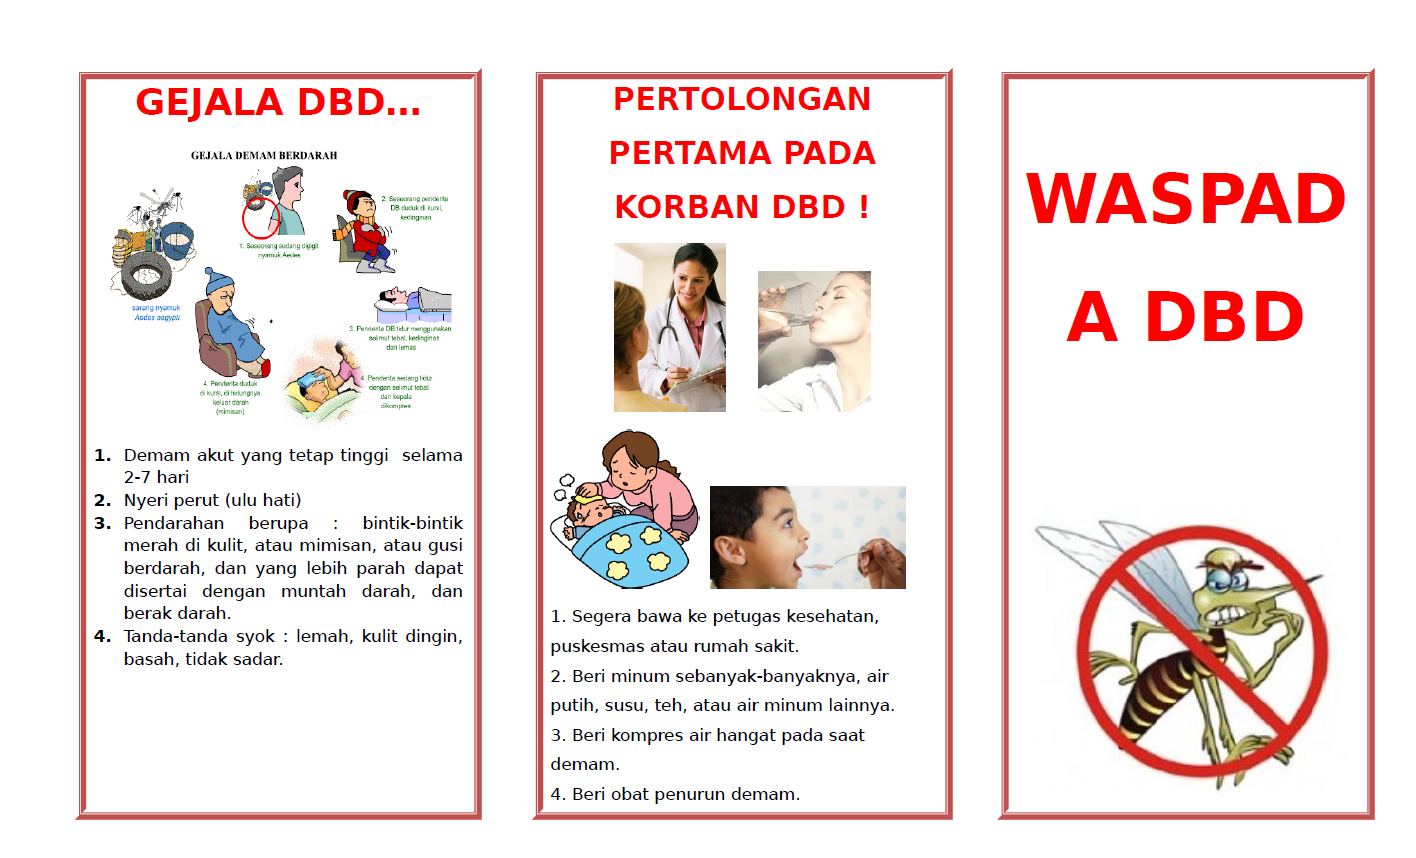 GEJALA DBD...
GEJALA DEMAM BERDARAH
1. Seseorang sedang digigit
nyamuk Aedes
2. Seseorang penderita
DB duduk di kursi,
kedinginan
sarang nyamuk
Aedes aegypti
3. Penderita DB tidur menggunakan
selimut tebal, kedinginan
dan lemas
4. Penderita duduk
di kursi, di hidungnya
keluar darah
(mimisan)
4. Penderita sedang tidur
dengan selimut tebal
dan kepala
dikompres
1. Demam akut yang tetap tinggi selama
2-7 hari
2. Nyeri perut (ulu hati)
3. Pendarahan berupa : bintik-bintik
merah di kulit, atau mimisan, atau gusi
berdarah, dan yang lebih parah dapat
disertai dengan muntah darah, dan
berak darah.
4. Tanda-tanda syok : lemah, kulit dingin,
basah, tidak sadar.
PERTOLONGAN
PERTAMA PADA
KORBAN DBD !
1. Segera bawa ke petugas kesehatan,
puskesmas atau rumah sakit.
2. Beri minum sebanyak-banyaknya, air
putih, susu, teh, atau air minum lainnya.
3. Beri kompres air hangat pada saat
demam.
4. Beri obat penurun demam.
WASPAD
A DBD